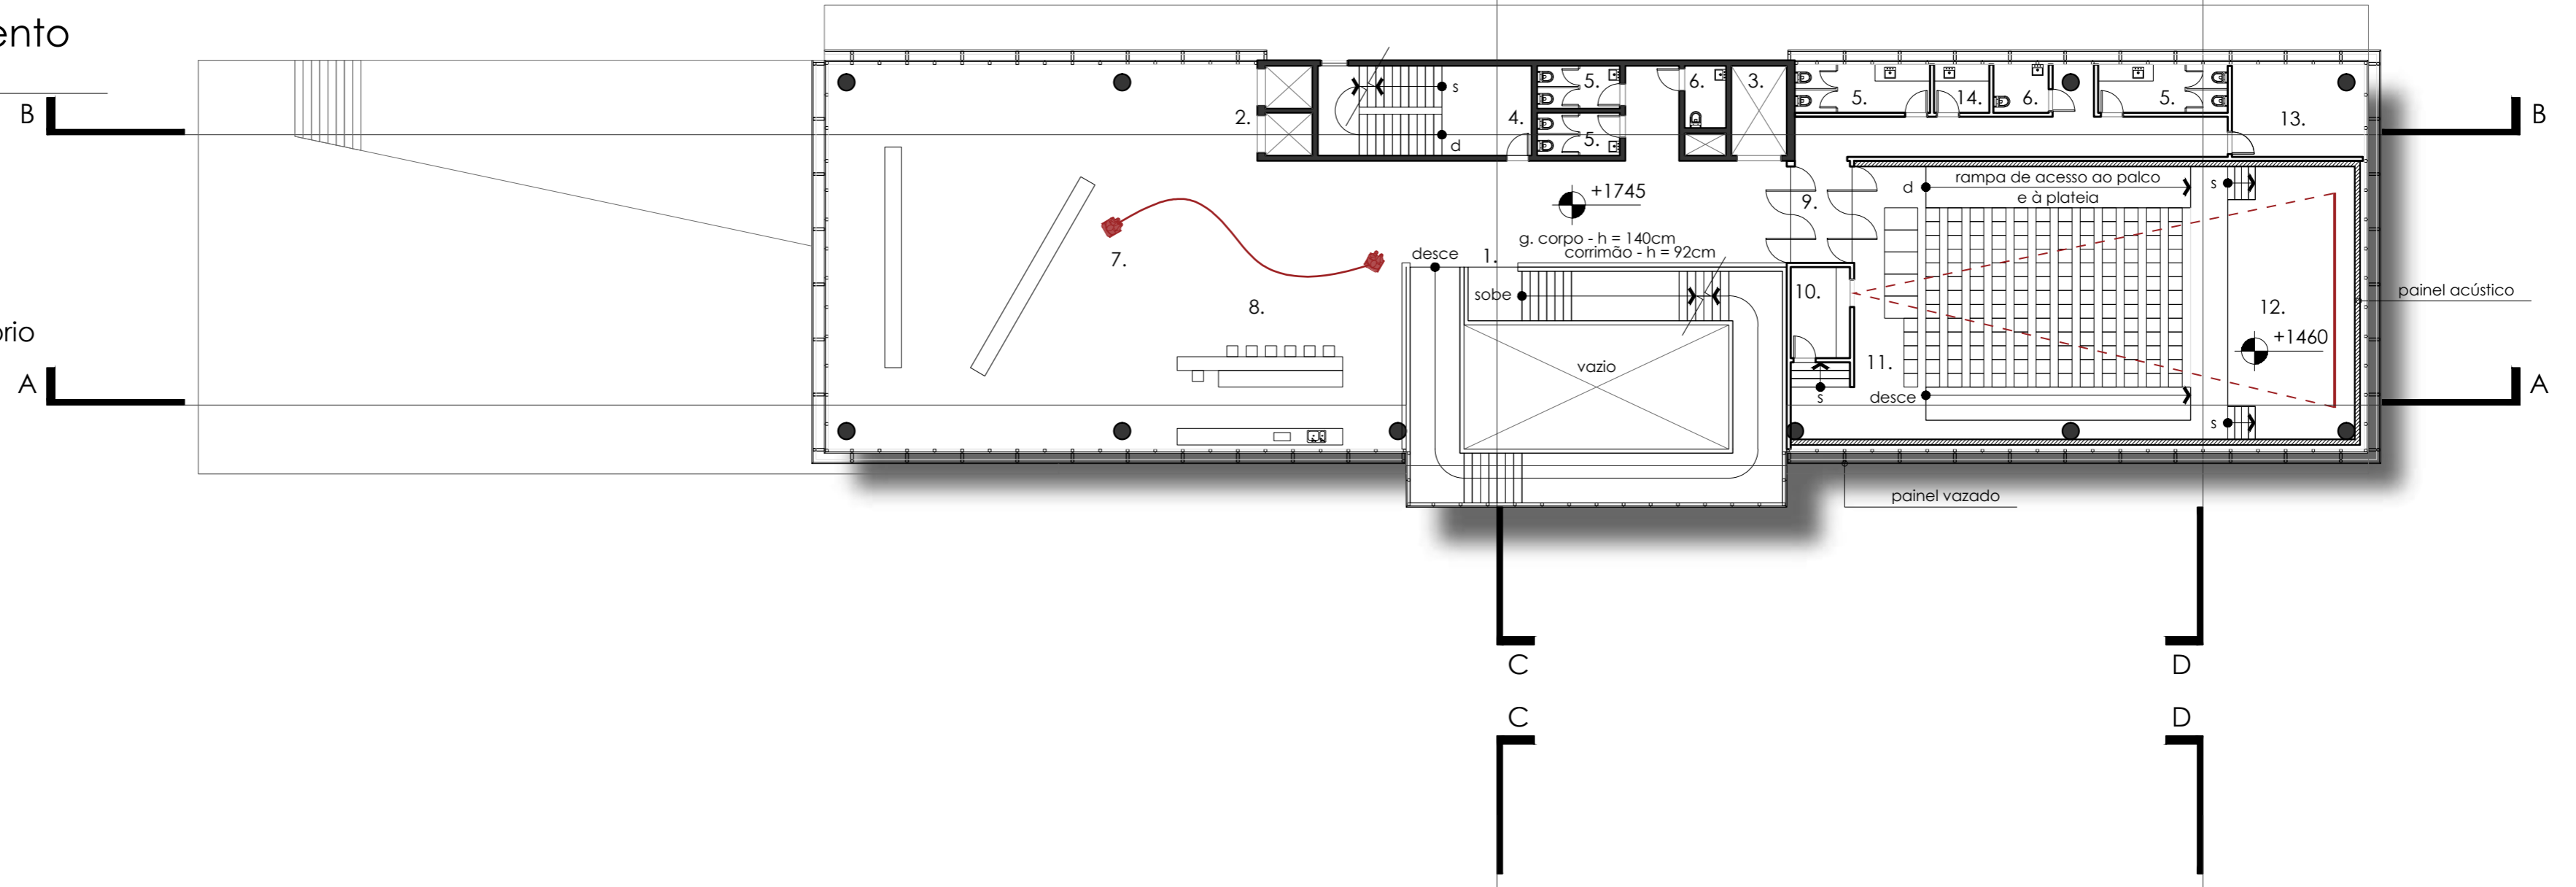 ento
B
B
2.
s
d
4.
5.
5.
6.
3.
5.
14.
6.
5.
13.
+1745
9.
d
rampa de acesso ao palco
e à plateia
s
7.
g. corpo - h = 140cm
corrimão - h = 92cm
desce
1.
sobe
10.
painel acústico
8.
12.
+1460
ório
vazio
11.
A
A
s
desce
s
painel vazado
C
D
C
D